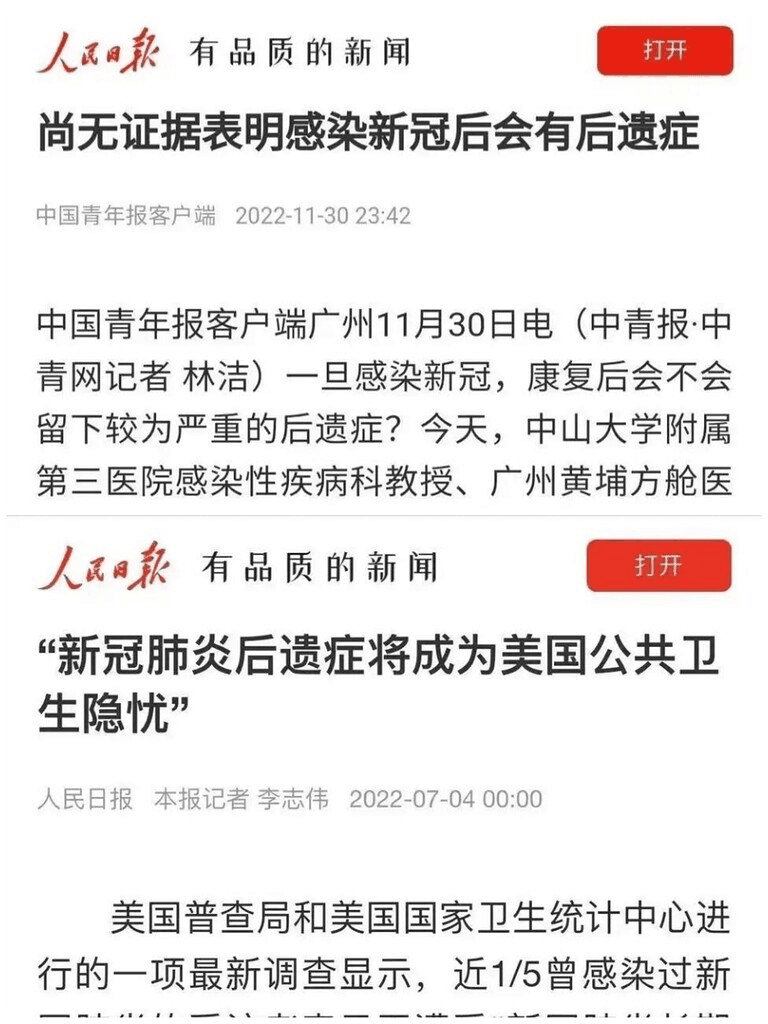 人民日报 有品质的新闻 打开
尚无证据表明感染新冠后会有后遗症
中国青年报客户端 2022-11-30 23:42
中国青年报客户端广州11月30日电（中青报·中
青网记者 林洁）一旦感染新冠，康复后会不会
留下较为严重的后遗症？今天，中山大学附属
第三医院感染性疾病科教授、广州黄埔方舱医
人民日报 有品质的新闻 打开
“新冠肺炎后遗症将成为美国公共卫
生隐忧”
人民日报 本报记者 李志伟 2022-07-04 00:00
美国普查局和美国国家卫生统计中心进
行的一项最新调查显示，近1/5曾感染过新